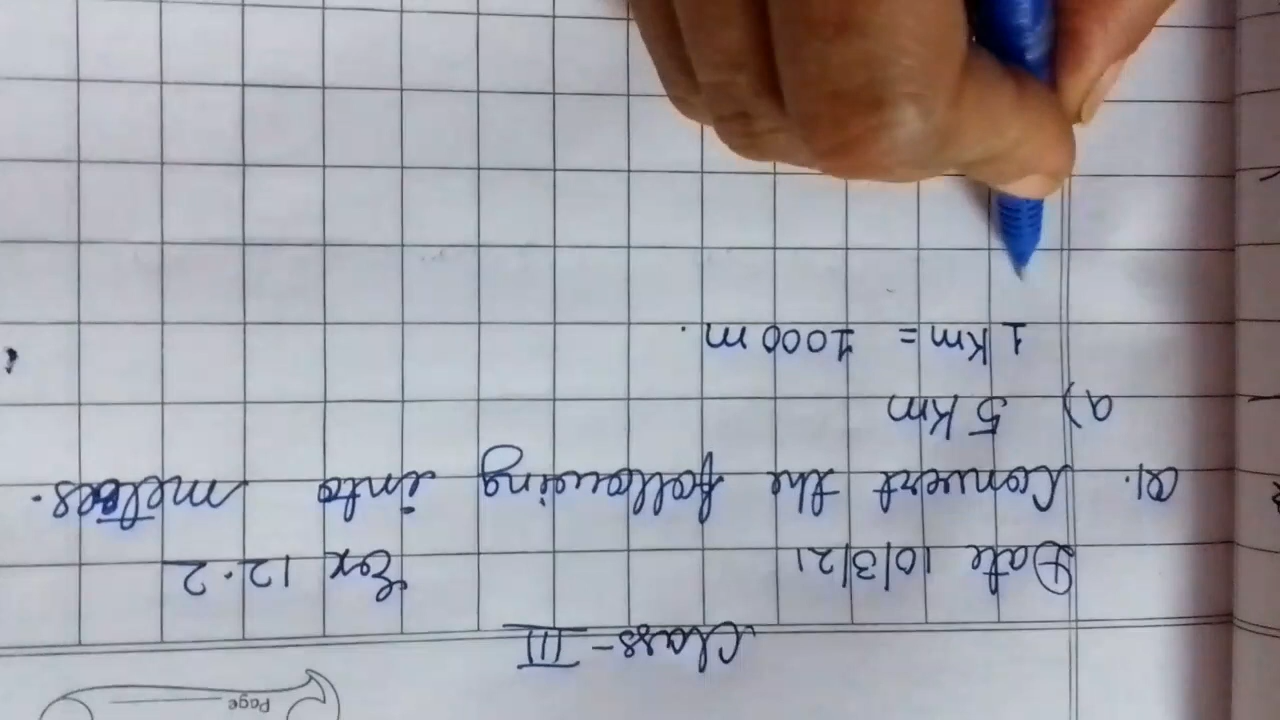 Page
Class-III
Date 10/3/21 Ex 12.2
Q1. Convert the following into metres.
a) 5 Km
1 Km = 1000 m.